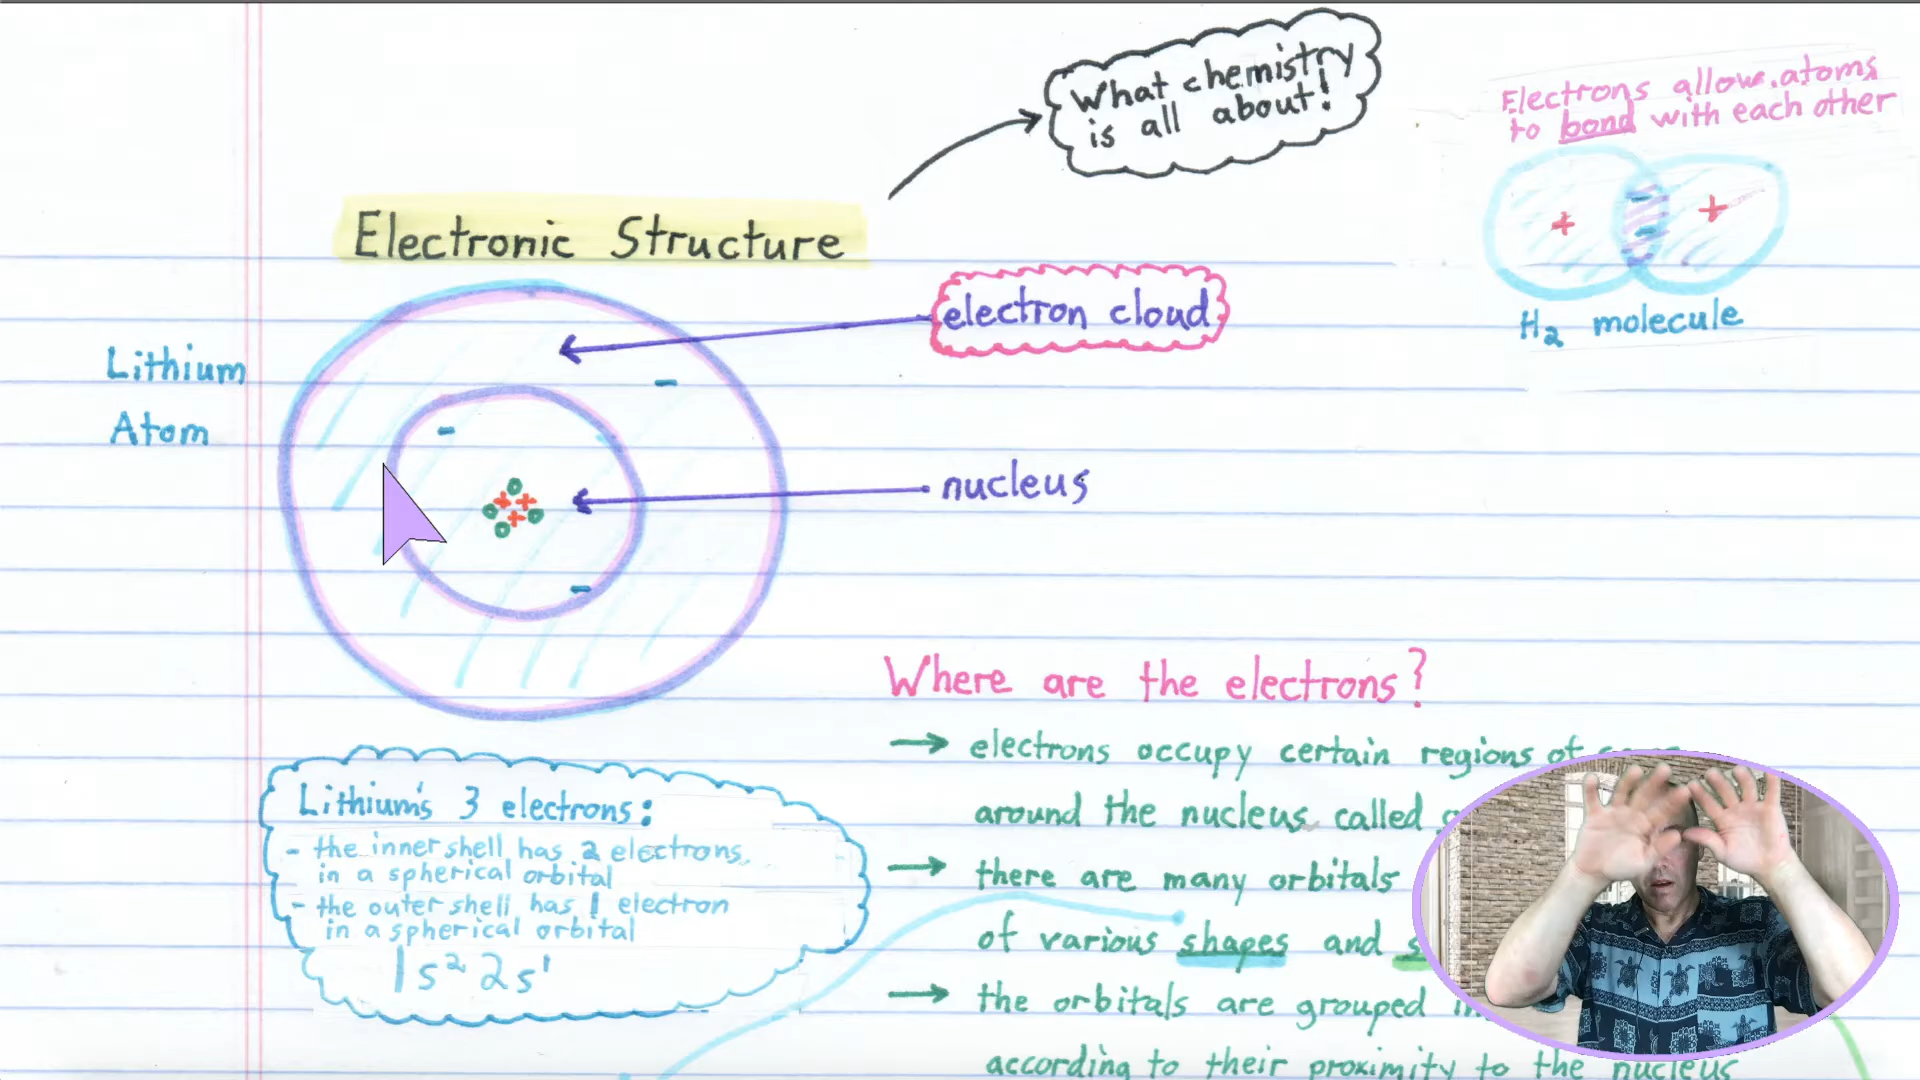 What chemistry
is all about!
Electrons allow atoms
to bond with each other
H₂ molecule
Electronic Structure
electron cloud
Lithium
Atom
nucleus
Where are the electrons?
→ electrons occupy certain regions of
around the nucleus called
→ there are many orbitals
of various shapes and
→ the orbitals are grouped
according to their proximity to the nucleus
Lithium's 3 electrons:
- the inner shell has 2 electrons
in a spherical orbital
- the outer shell has 1 electron
in a spherical orbital
1s² 2s¹